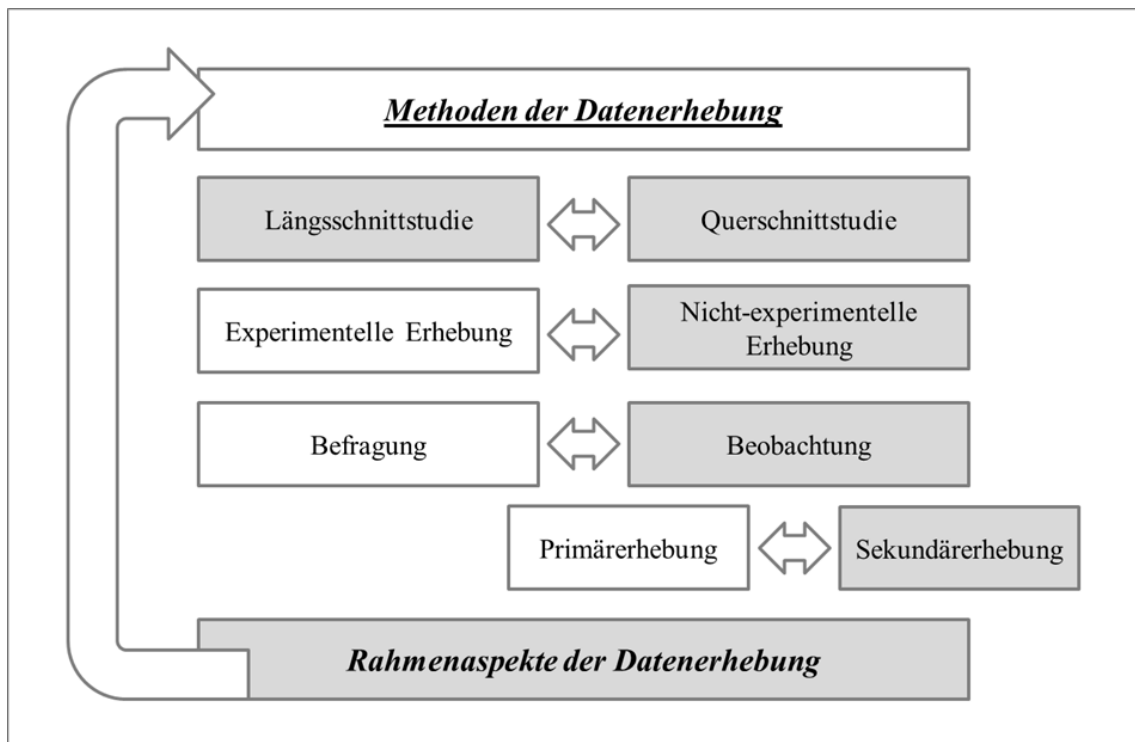 Methoden der Datenerhebung
Längsschnittstudie
Querschnittstudie
Experimentelle Erhebung
Nicht-experimentelle
Erhebung
Befragung
Beobachtung
Primärerhebung
Sekundärerhebung
Rahmenaspekte der Datenerhebung